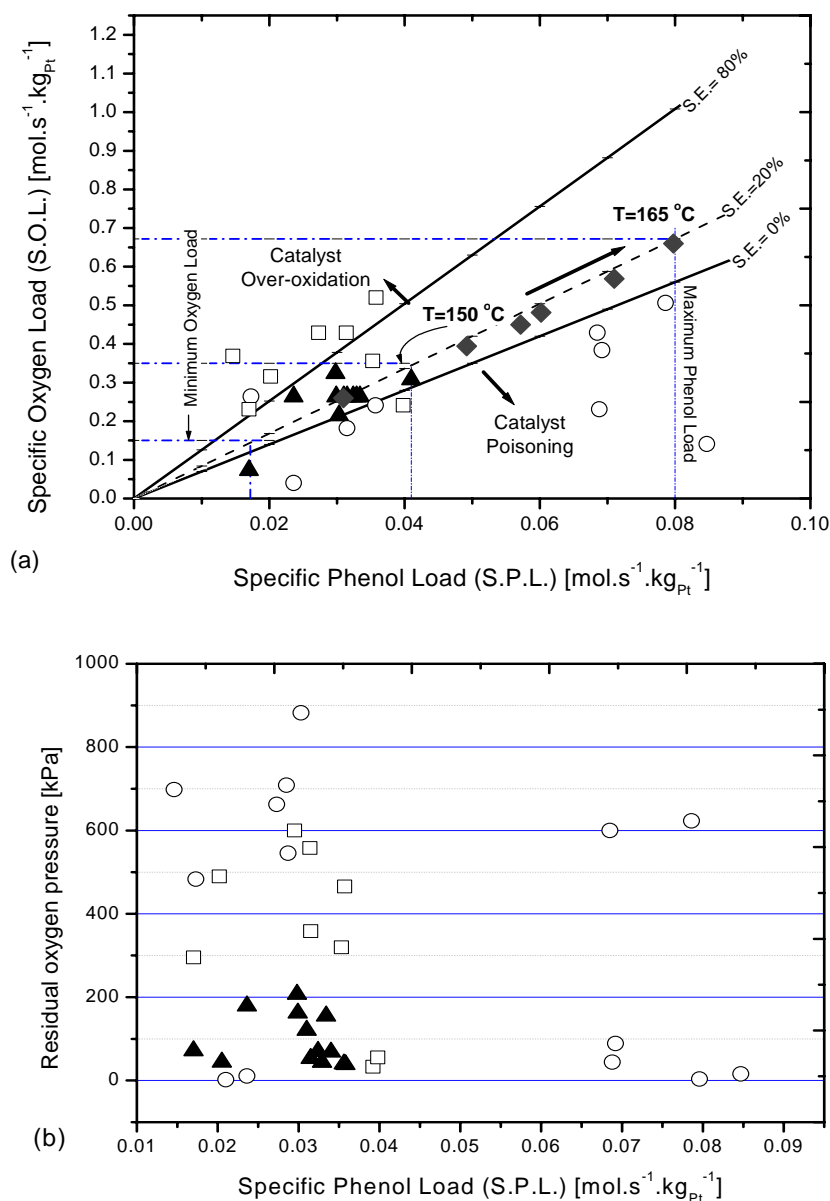 1.2
1.1
1.0
0.9
0.8
0.7
0.6
0.5
0.4
0.3
0.2
0.1
0.0
Specific Oxygen Load (S.O.L.) [mol.s⁻¹.kg_Pt⁻¹]
S.E.= 80%
S.E.=20%
S.E.= 0%
T=165 °C
Catalyst
Over-oxidation
T=150 °C
Minimum Oxygen Load
Catalyst
Poisoning
Maximum Phenol Load
0.00 0.02 0.04 0.06 0.08 0.10
(a)
Specific Phenol Load (S.P.L.) [mol.s⁻¹.kg_Pt⁻¹]
1000
800
600
400
200
0
Residual oxygen pressure [kPa]
0.01 0.02 0.03 0.04 0.05 0.06 0.07 0.08 0.09
(b)
Specific Phenol Load (S.P.L.) [mol.s⁻¹.kg_Pt⁻¹]